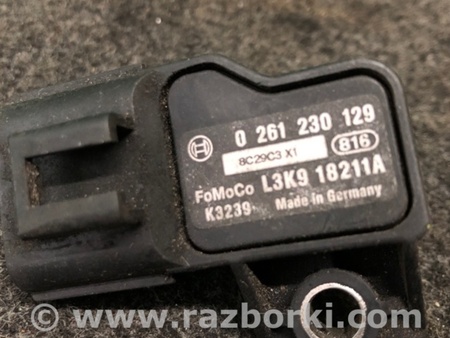 0 261 230 129
8C29C3 X1
816
FoMoCo L3K9 18211A
K3239 Made in Germany
www.razborki.com